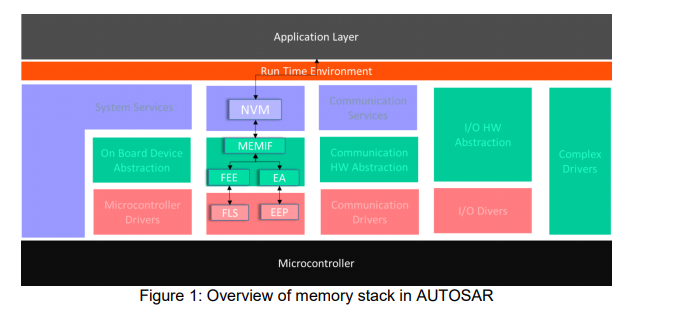 Application Layer
Run Time Environment
System Services
NVM
Communication
Services
I/O HW
Abstraction
Complex
Drivers
On Board Device
Abstraction
MEMIF
FEE
EA
Communication
HW Abstraction
Microcontroller
Drivers
FLS
EEP
Communication
Drivers
I/O Divers
Microcontroller
Figure 1: Overview of memory stack in AUTOSAR